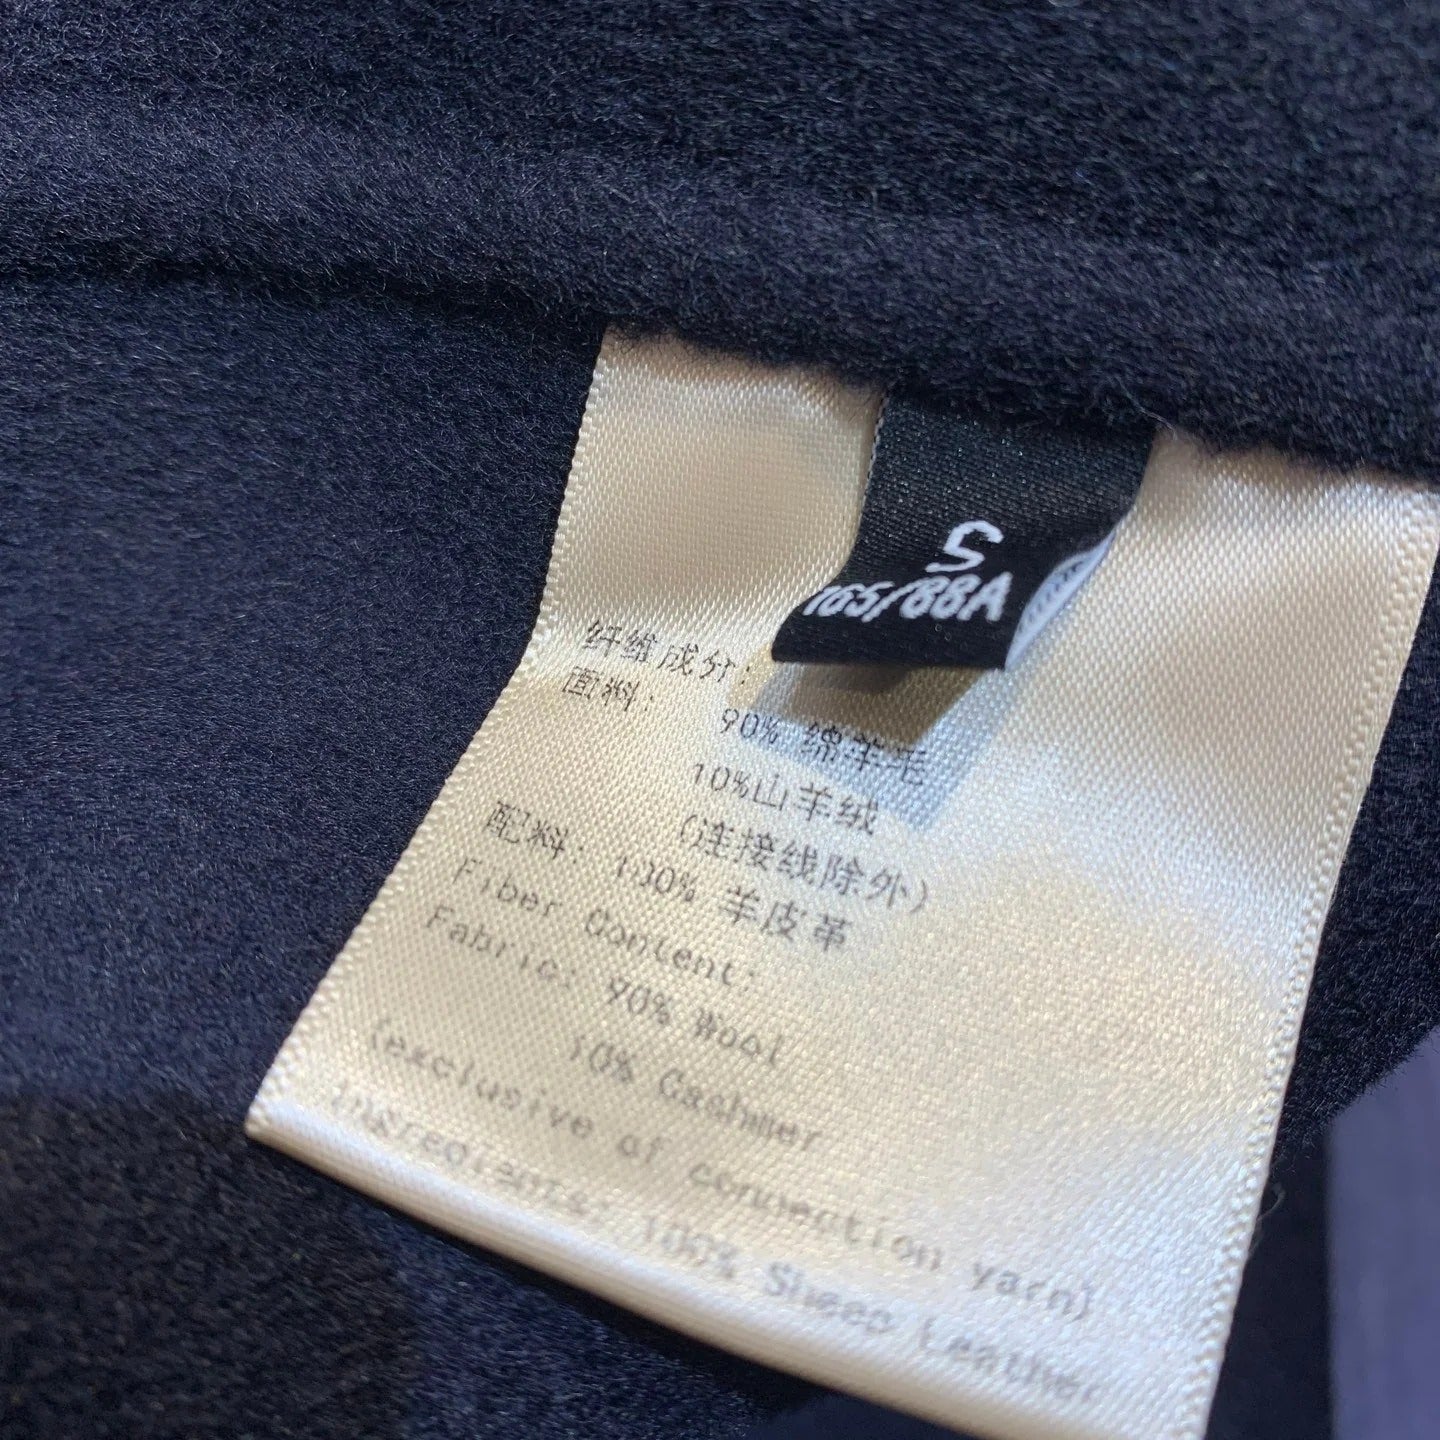 S
165/88A
纤维成分:
面料: 90% 绵羊毛
10%山羊绒
(连接线除外)
配料: 100% 羊皮革
Fiber Content:
Fabric: 90% Wool
10% Cashmer
(exclusive of connection yarn)
Ingredients: 100% Sheep Leather